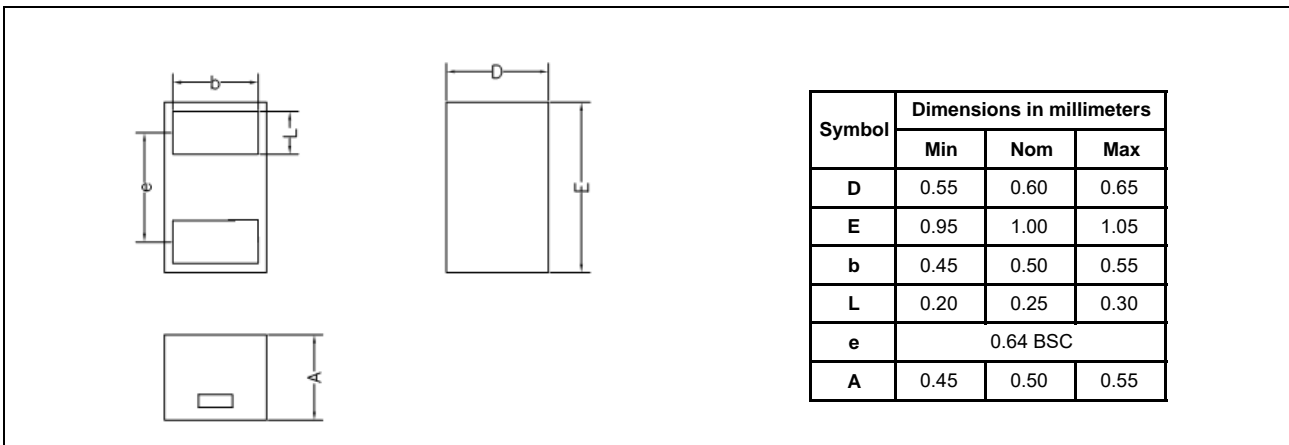 b
D
L
e
E
A
Symbol Dimensions in millimeters
Min Nom Max
D 0.55 0.60 0.65
E 0.95 1.00 1.05
b 0.45 0.50 0.55
L 0.20 0.25 0.30
e 0.64 BSC
A 0.45 0.50 0.55